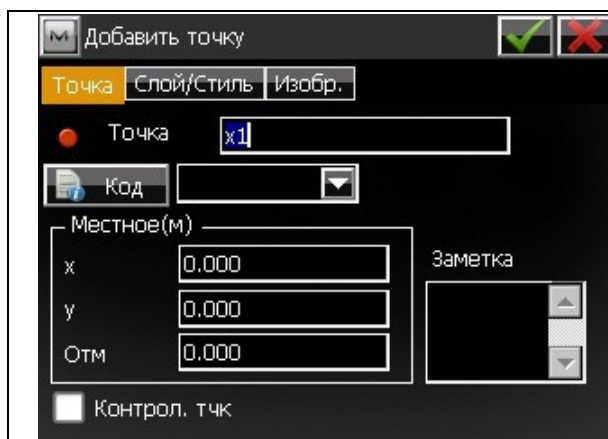 Добавить точку
Точка Слой/Стиль Изобр.
Точка x1
Код
Местное(м)
x 0.000
Заметка
y 0.000
Отм 0.000
Контрол. тчк